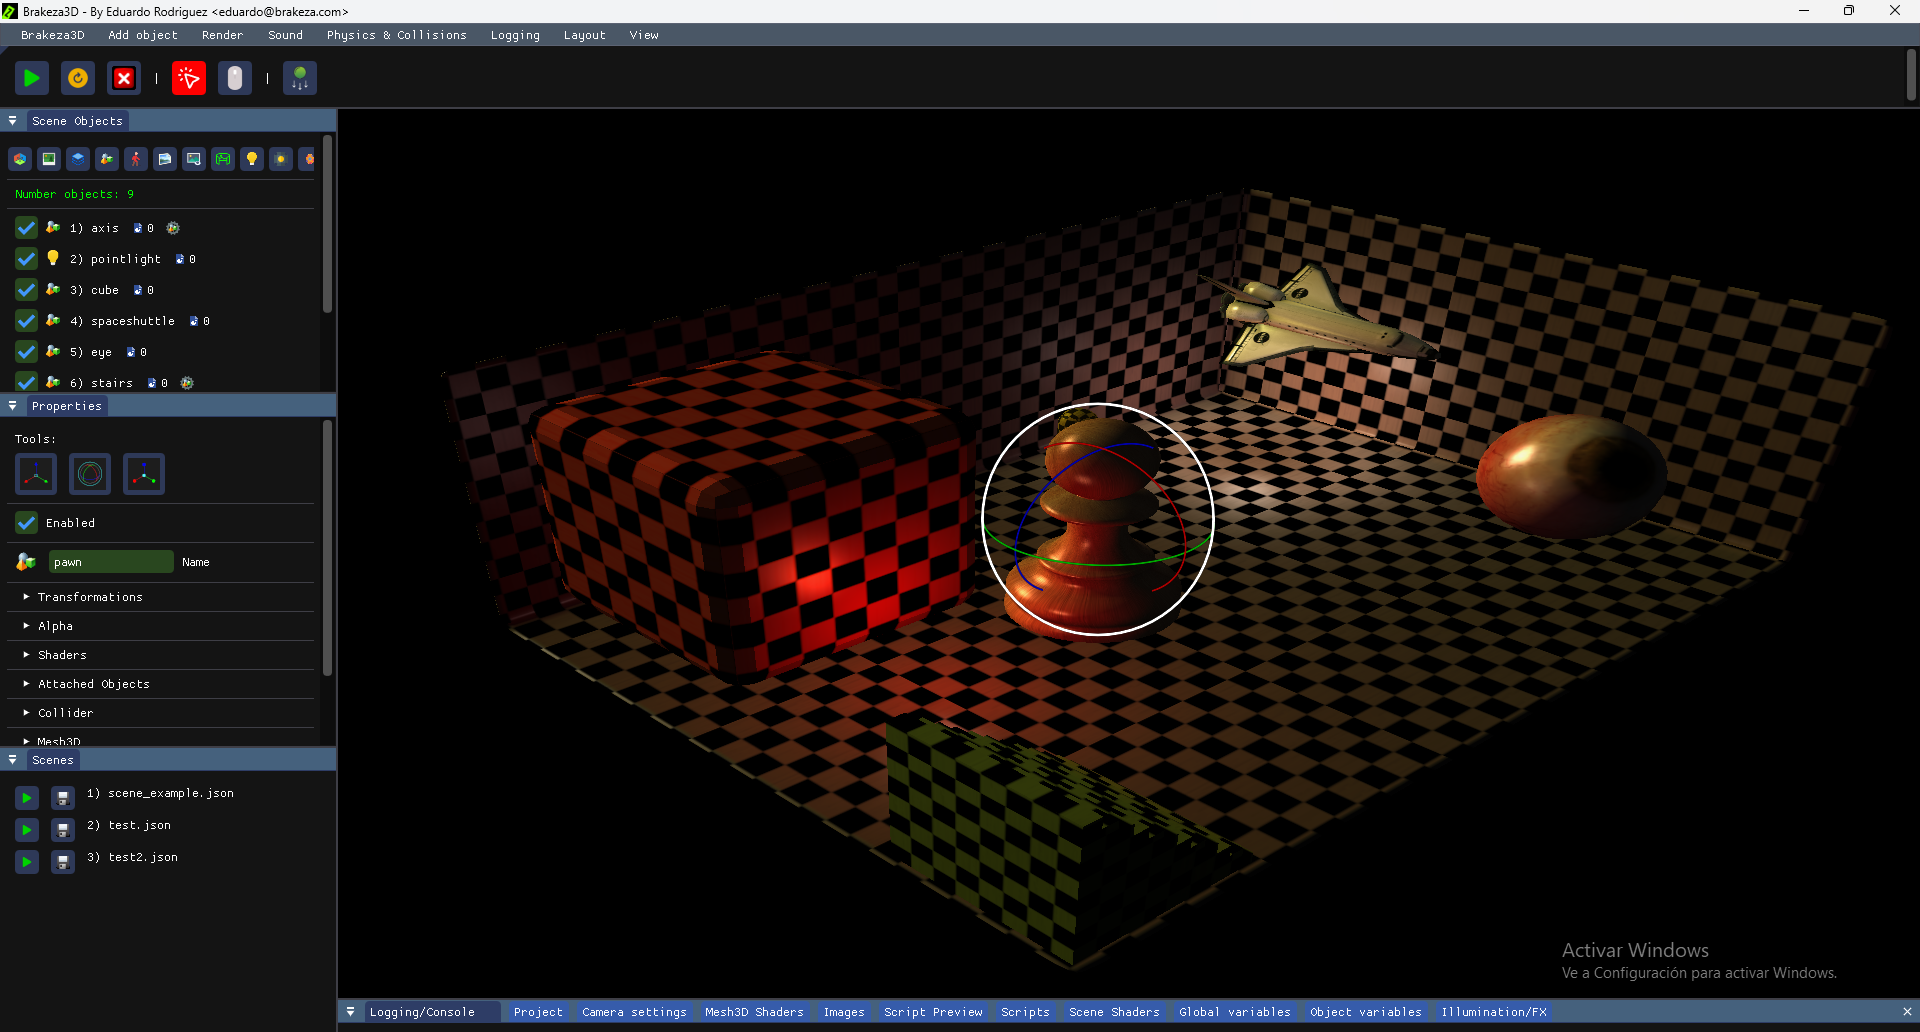 Brakeza3D - By Eduardo Rodriguez <eduardo@brakeza.com>
Brakeza3D Add object Render Sound Physics & Collisions Logging Layout View
Scene Objects
Number objects: 9
1) axis 0
2) pointlight 0
3) cube 0
4) spaceshuttle 0
5) eye 0
6) stairs 0
Properties
Tools:
Enabled
pawn Name
Transformations
Alpha
Shaders
Attached Objects
Collider
Mesh3D
Scenes
1) scene_example.json
2) test.json
3) test2.json
Activar Windows
Ve a Configuración para activar Windows.
Logging/Console Project Camera settings Mesh3D Shaders Images Script Preview Scripts Scene Shaders Global variables Object variables Illumination/FX